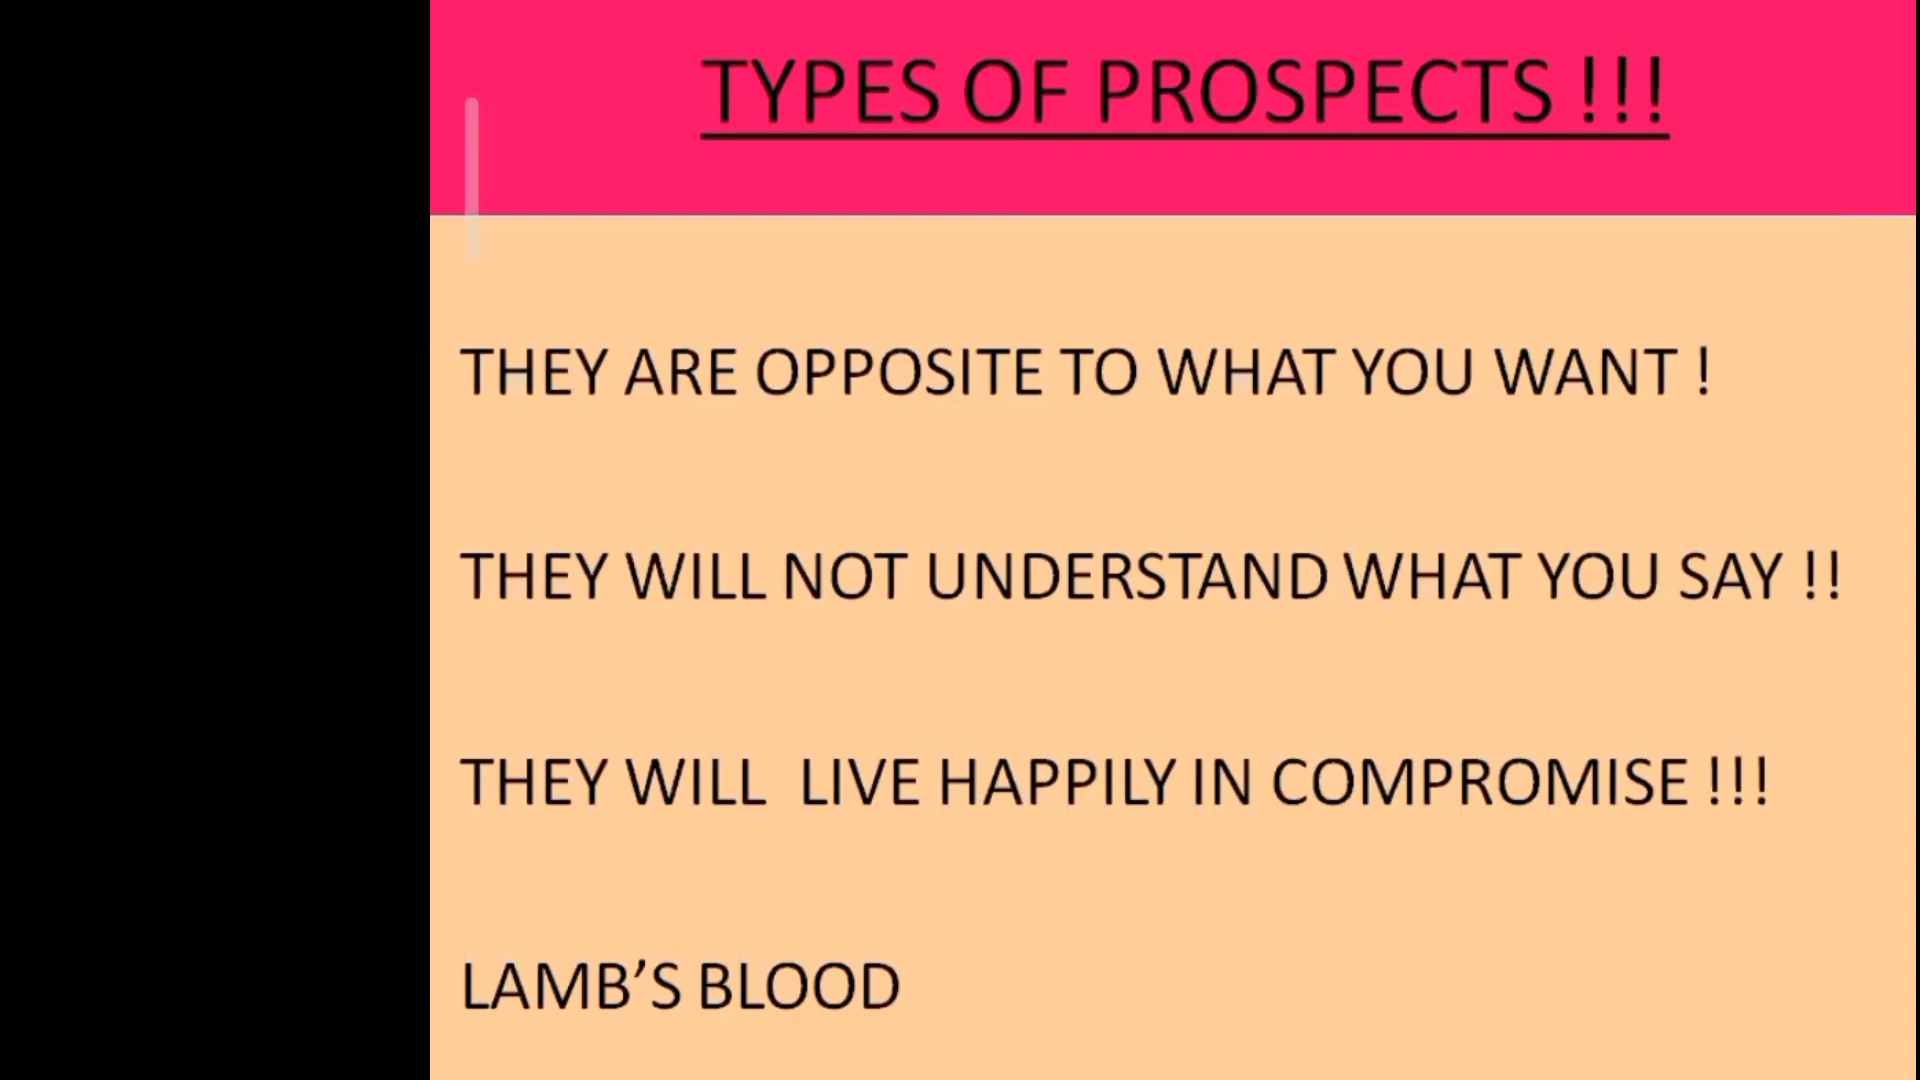 TYPES OF PROSPECTS !!!
THEY ARE OPPOSITE TO WHAT YOU WANT !
THEY WILL NOT UNDERSTAND WHAT YOU SAY !!
THEY WILL  LIVE HAPPILY IN COMPROMISE !!!
LAMB’S BLOOD